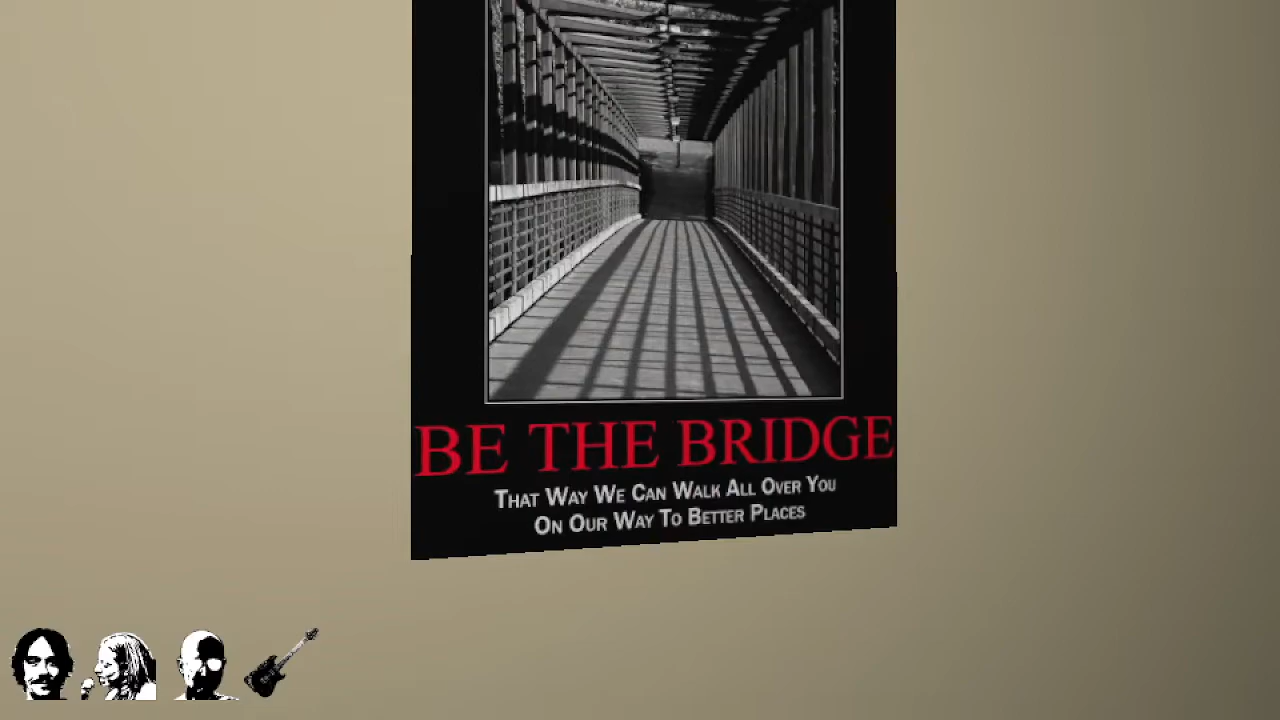 BE THE BRIDGE
THAT WAY WE CAN WALK ALL OVER YOU
ON OUR WAY TO BETTER PLACES